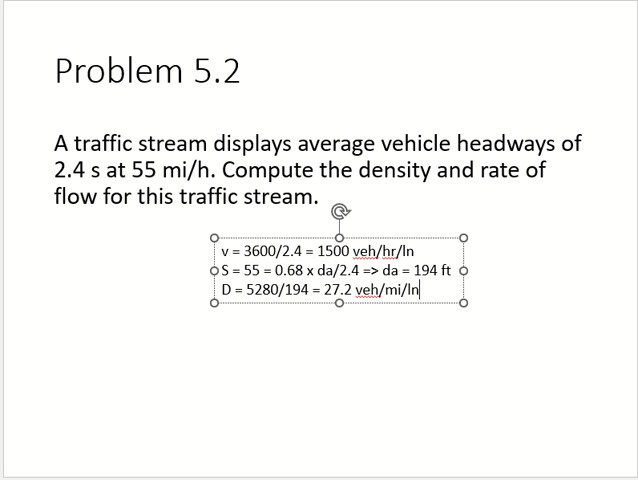 Problem 5.2
A traffic stream displays average vehicle headways of
2.4 s at 55 mi/h. Compute the density and rate of
flow for this traffic stream.
v = 3600/2.4 = 1500 veh/hr/ln
S = 55 = 0.68 x da/2.4 => da = 194 ft
D = 5280/194 = 27.2 veh/mi/ln